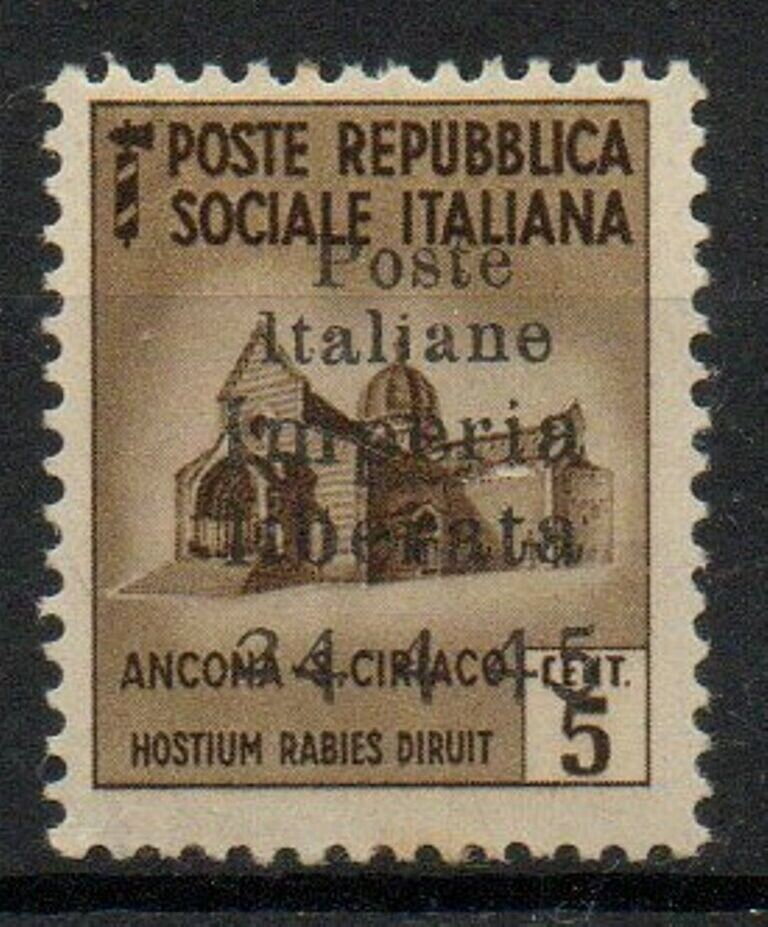 POSTE REPUBBLICA
SOCIALE ITALIANA
Poste
Italiane
Imperia
liberata
24 4 45
ANCONA-S.CIRIACO
CENT.
5
HOSTIUM RABIES DIRUIT